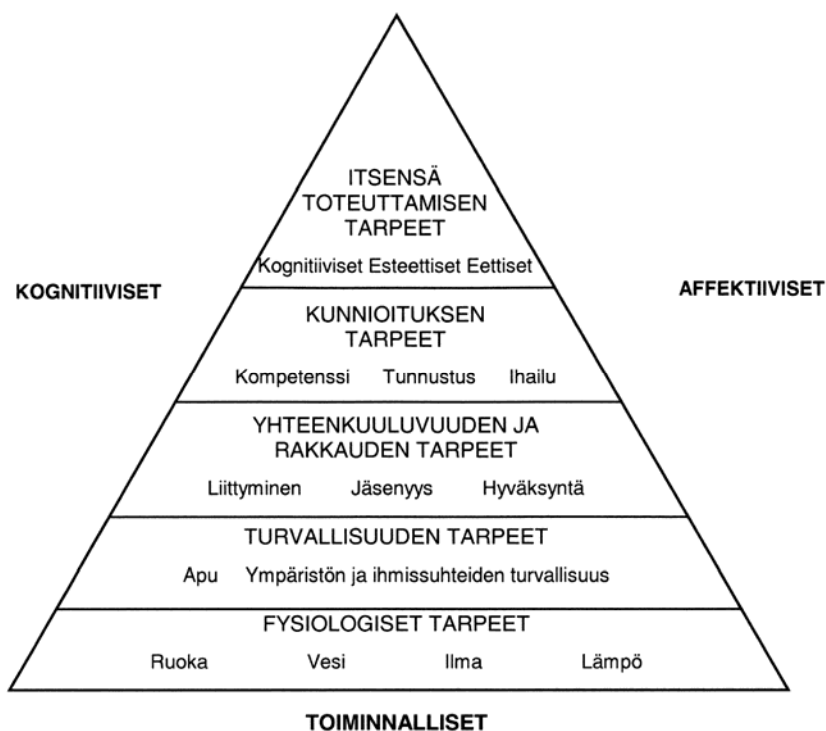 ITSENSÄ
TOTEUTTAMISEN
TARPEET
Kognitiiviset Esteettiset Eettiset
KOGNITIIVISET
AFFEKTIIVISET
KUNNIOITUKSEN
TARPEET
Kompetenssi Tunnustus Ihailu
YHTEENKUULUVUUDEN JA
RAKKAUDEN TARPEET
Liittyminen Jäsenyys Hyväksyntä
TURVALLISUUDEN TARPEET
Apu Ympäristön ja ihmissuhteiden turvallisuus
FYSIOLOGISET TARPEET
Ruoka Vesi Ilma Lämpö
TOIMINNALLISET